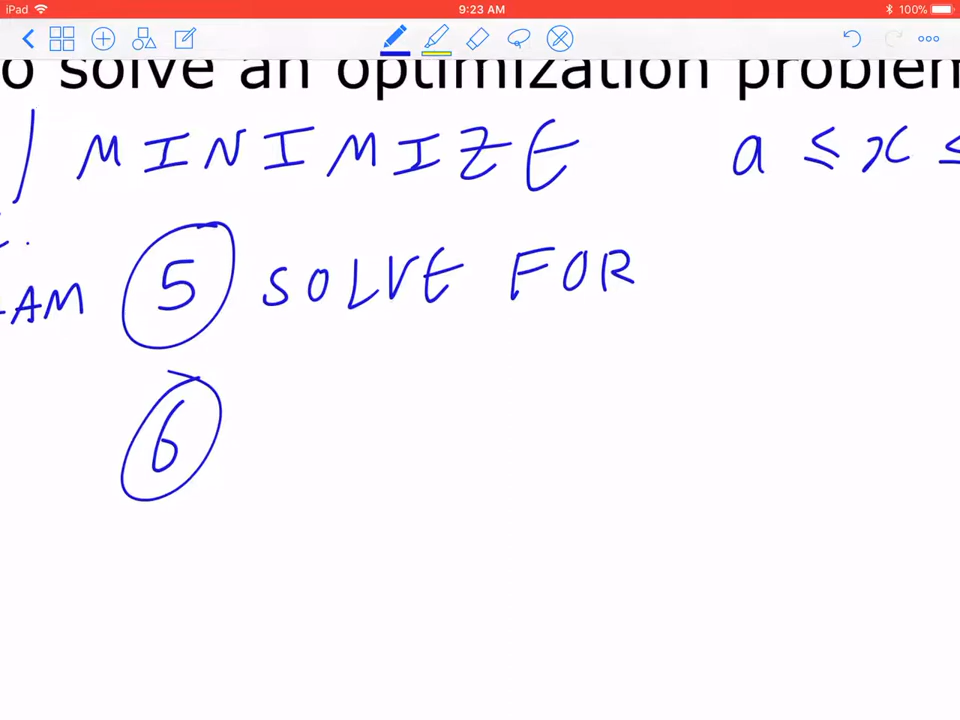 iPad 9:23 AM 100%
o solve an optimization problem
/ MINIMIZE a ≤ x ≤
AM ⑤ SOLVE FOR
⑥